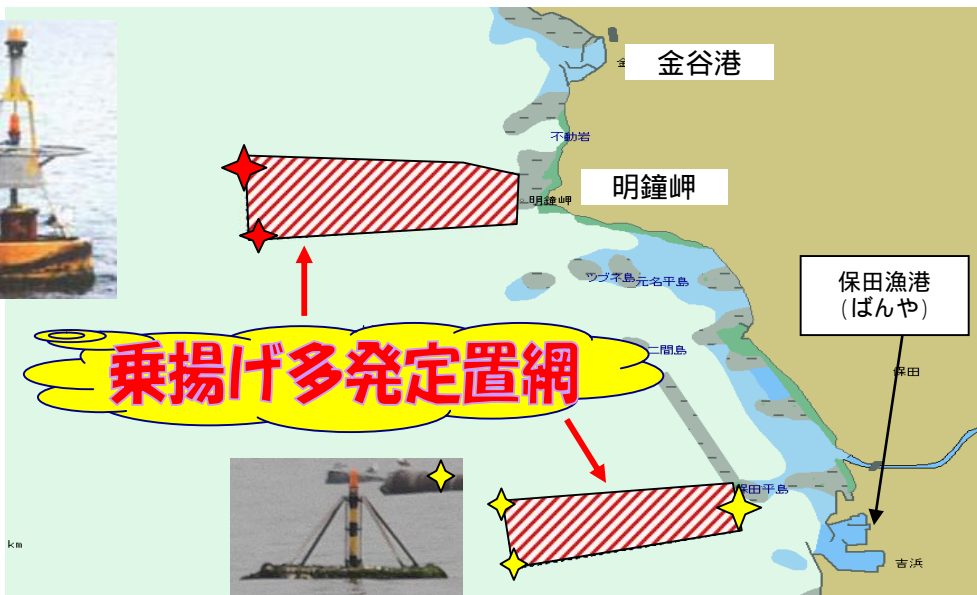 金谷港
金
不動岩
明鐘岬
明鐘岬
ツブネ島
元名平島
保田漁港
(ばんや)
二間島
保田
乗揚げ多発定置網
保田平島
吉浜
km